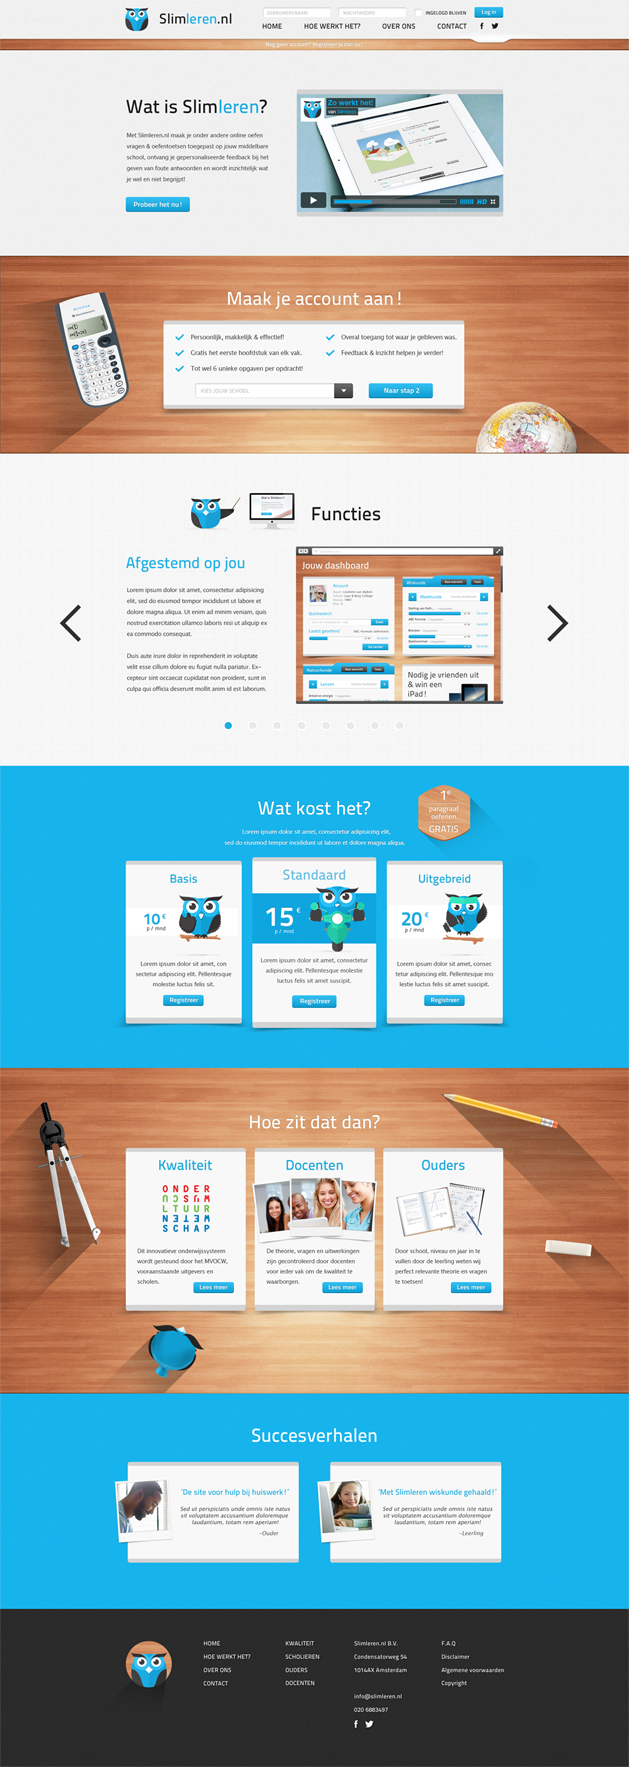 Slimleren.nl
GEBRUIKERSNAAM
WACHTWOORD
INGELOGD BLIJVEN
Log in
HOME
HOE WERKT HET?
OVER ONS
CONTACT
Nog geen account? Registreer je dan nu!
Wat is Slimleren?
Met Slimleren.nl maak je onder andere online oefen
vragen & oefentoetsen toegepast op jouw middelbare
school, ontvang je gepersonaliseerde feedback bij het
geven van foute antwoorden en wordt inzichtelijk wat
je wel en niet begrijpt!
Probeer het nu!
Zo werkt het!
van Slimleren
HD
Maak je account aan!
Persoonlijk, makkelijk & effectief!
Overal toegang tot waar je gebleven was.
Gratis het eerste hoofdstuk van elk vak.
Feedback & inzicht helpen je verder!
Tot wel 6 unieke opgaven per opdracht!
KIES JOUW SCHOOL
Naar stap 2
Functies
Afgestemd op jou
Lorem ipsum dolor sit amet, consectetur adipisicing
elit, sed do eiusmod tempor incididunt ut labore et
dolore magna aliqua. Ut enim ad minim veniam, quis
nostrud exercitation ullamco laboris nisi ut aliquip ex
ea commodo consequat.
Duis aute irure dolor in reprehenderit in voluptate
velit esse cillum dolore eu fugiat nulla pariatur. Ex-
cepteur sint occaecat cupidatat non proident, sunt in
culpa qui officia deserunt mollit anim id est laborum.
Jouw dashboard
Account
Wiskunde
Meetkunde
Natuurkunde
Lenzen
Nodig je vrienden uit
& win een
iPad!
Wat kost het?
Lorem ipsum dolor sit amet, consectetur adipisicing elit,
sed do eiusmod tempor incididunt ut labore et dolore magna aliqua.
1e
paragraaf
oefenen
GRATIS
Basis
10 €
p / mnd
Lorem ipsum dolor sit amet, con
sectetur adipiscing elit. Pellentesque
molestie luctus felis sit.
Registreer
Standaard
15 €
p / mnd
Lorem ipsum dolor sit amet, consectetur
adipiscing elit. Pellentesque molestie
luctus felis sit amet suscipit.
Registreer
Uitgebreid
20 €
p / mnd
Lorem ipsum dolor sit amet, consec
tetur adipiscing elit. Pellentesque mo
lestie luctus felis sit amet suscipit.
Registreer
Hoe zit dat dan?
Kwaliteit
ONDER
CULTUUR
WETEN
SCHAP
Dit innovatieve onderwijssysteem
wordt gesteund door het MVOCW,
vooraanstaande uitgevers en
scholen.
Lees meer
Docenten
De theorie, vragen en uitwerkingen
zijn gecontroleerd door docenten
voor ieder vak om de kwaliteit te
waarborgen.
Lees meer
Ouders
Door school, niveau en jaar in te
vullen door de leerling weten wij
perfect relevante theorie en vragen
te toetsen!
Lees meer
Succesverhalen
'De site voor hulp bij huiswerk!'
Sed ut perspiciatis unde omnis iste natus
sit voluptatem accusantium doloremque
laudantium, totam rem aperiam!
-Ouder
'Met Slimleren wiskunde gehaald!'
Sed ut perspiciatis unde omnis iste natus
sit voluptatem accusantium doloremque
laudantium, totam rem aperiam!
-Leerling
HOME
HOE WERKT HET?
OVER ONS
CONTACT
KWALITEIT
SCHOLIEREN
OUDERS
DOCENTEN
Slimleren.nl B.V.
Condensatorweg 54
1014AX Amsterdam
info@slimleren.nl
020 6883497
F.A.Q
Disclaimer
Algemene voorwaarden
Copyright